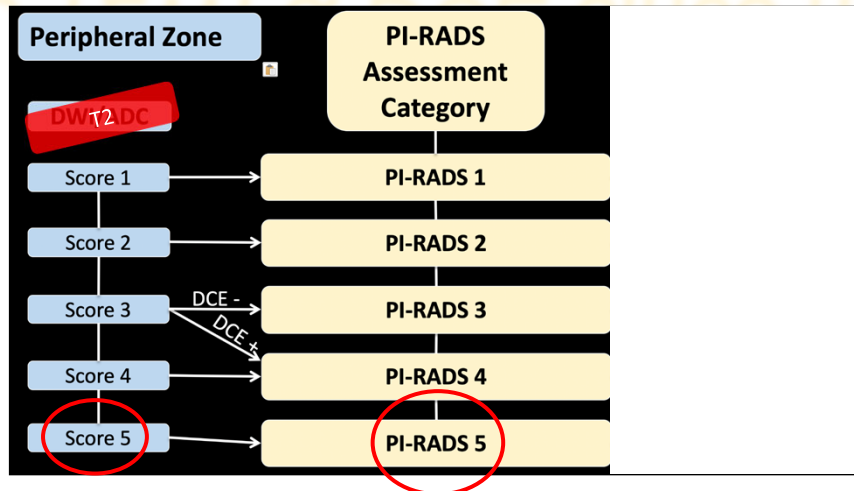 Peripheral Zone
PI-RADS
Assessment
Category
DWI/ADC
T2
Score 1
PI-RADS 1
Score 2
PI-RADS 2
Score 3
DCE -
DCE +
PI-RADS 3
Score 4
PI-RADS 4
Score 5
PI-RADS 5